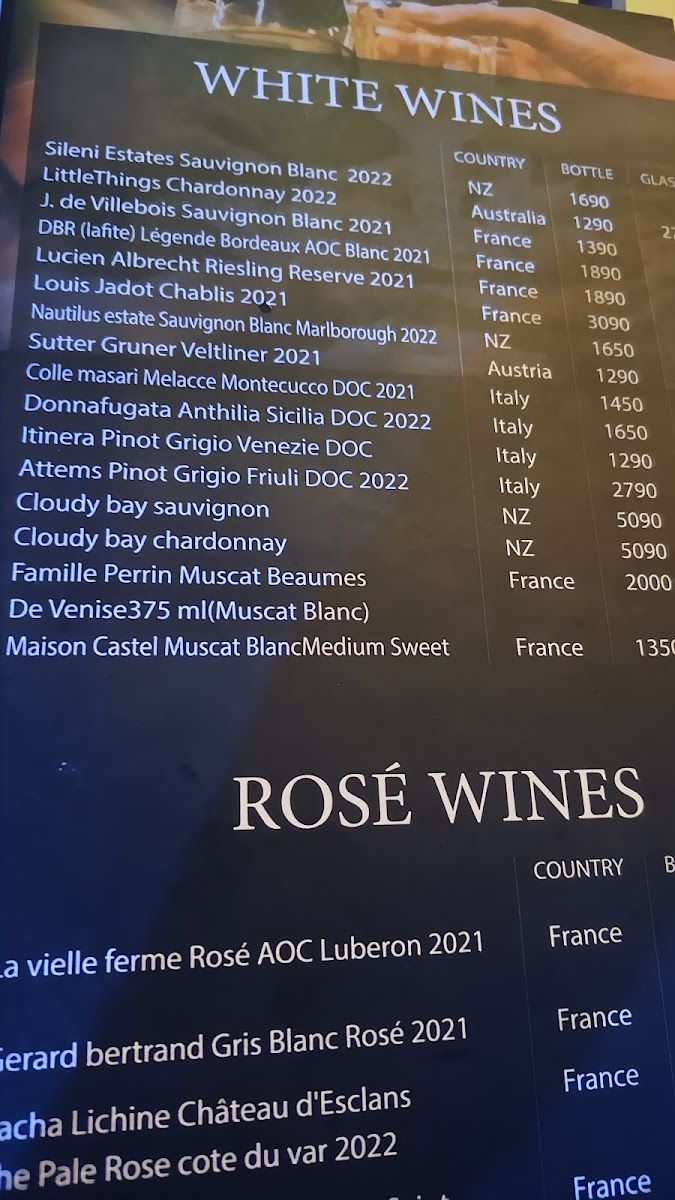 WHITE WINES
COUNTRY BOTTLE
Sileni Estates Sauvignon Blanc 2022 NZ 1690
LittleThings Chardonnay 2022 Australia 1290
J. de Villebois Sauvignon Blanc 2021 France 1390
DBR (lafite) Légende Bordeaux AOC Blanc 2021 France 1890
Lucien Albrecht Riesling Reserve 2021 France 1890
Louis Jadot Chablis 2021 France 3090
Nautilus estate Sauvignon Blanc Marlborough 2022 NZ 1650
Sutter Gruner Veltliner 2021 Austria 1290
Colle masari Melacce Montecucco DOC 2021 Italy 1450
Donnafugata Anthilia Sicilia DOC 2022 Italy 1650
Itinera Pinot Grigio Venezie DOC Italy 1290
Attems Pinot Grigio Friuli DOC 2022 Italy 2790
Cloudy bay sauvignon NZ 5090
Cloudy bay chardonnay NZ 5090
Famille Perrin Muscat Beaumes France 2000
De Venise375 ml(Muscat Blanc)
Maison Castel Muscat BlancMedium Sweet France
ROSÉ WINES
COUNTRY
La vielle ferme Rosé AOC Luberon 2021 France
Gerard bertrand Gris Blanc Rosé 2021 France
Lichine Château d'Esclans France
Pale Rose cote du var 2022
France